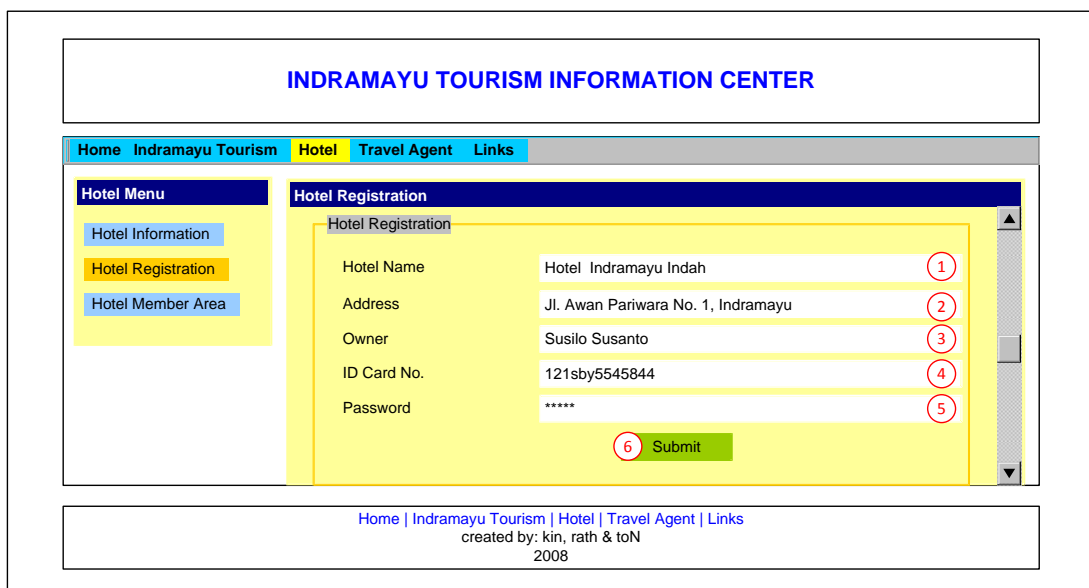 INDRAMAYU TOURISM INFORMATION CENTER
Home Indramayu Tourism Hotel Travel Agent Links
Hotel Menu
Hotel Information
Hotel Registration
Hotel Member Area
Hotel Registration
Hotel Registration
Hotel Name Hotel Indramayu Indah 1
Address Jl. Awan Pariwara No. 1, Indramayu 2
Owner Susilo Susanto 3
ID Card No. 121sby5545844 4
Password ***** 5
6 Submit
Home | Indramayu Tourism | Hotel | Travel Agent | Links
created by: kin, rath & toN
2008